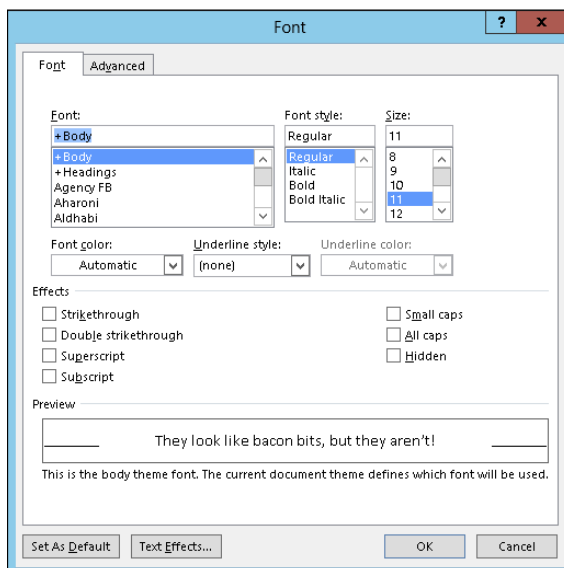 Font
? x
Font Advanced
Font: Font style: Size:
+Body Regular 11
+Body Regular 8
+Headings Italic 9
Agency FB Bold 10
Aharoni Bold Italic 11
Aldhabi 12
Font color: Underline style: Underline color:
Automatic (none) Automatic
Effects
Strikethrough Small caps
Double strikethrough All caps
Superscript Hidden
Subscript
Preview
They look like bacon bits, but they aren't!
This is the body theme font. The current document theme defines which font will be used.
Set As Default Text Effects... OK Cancel